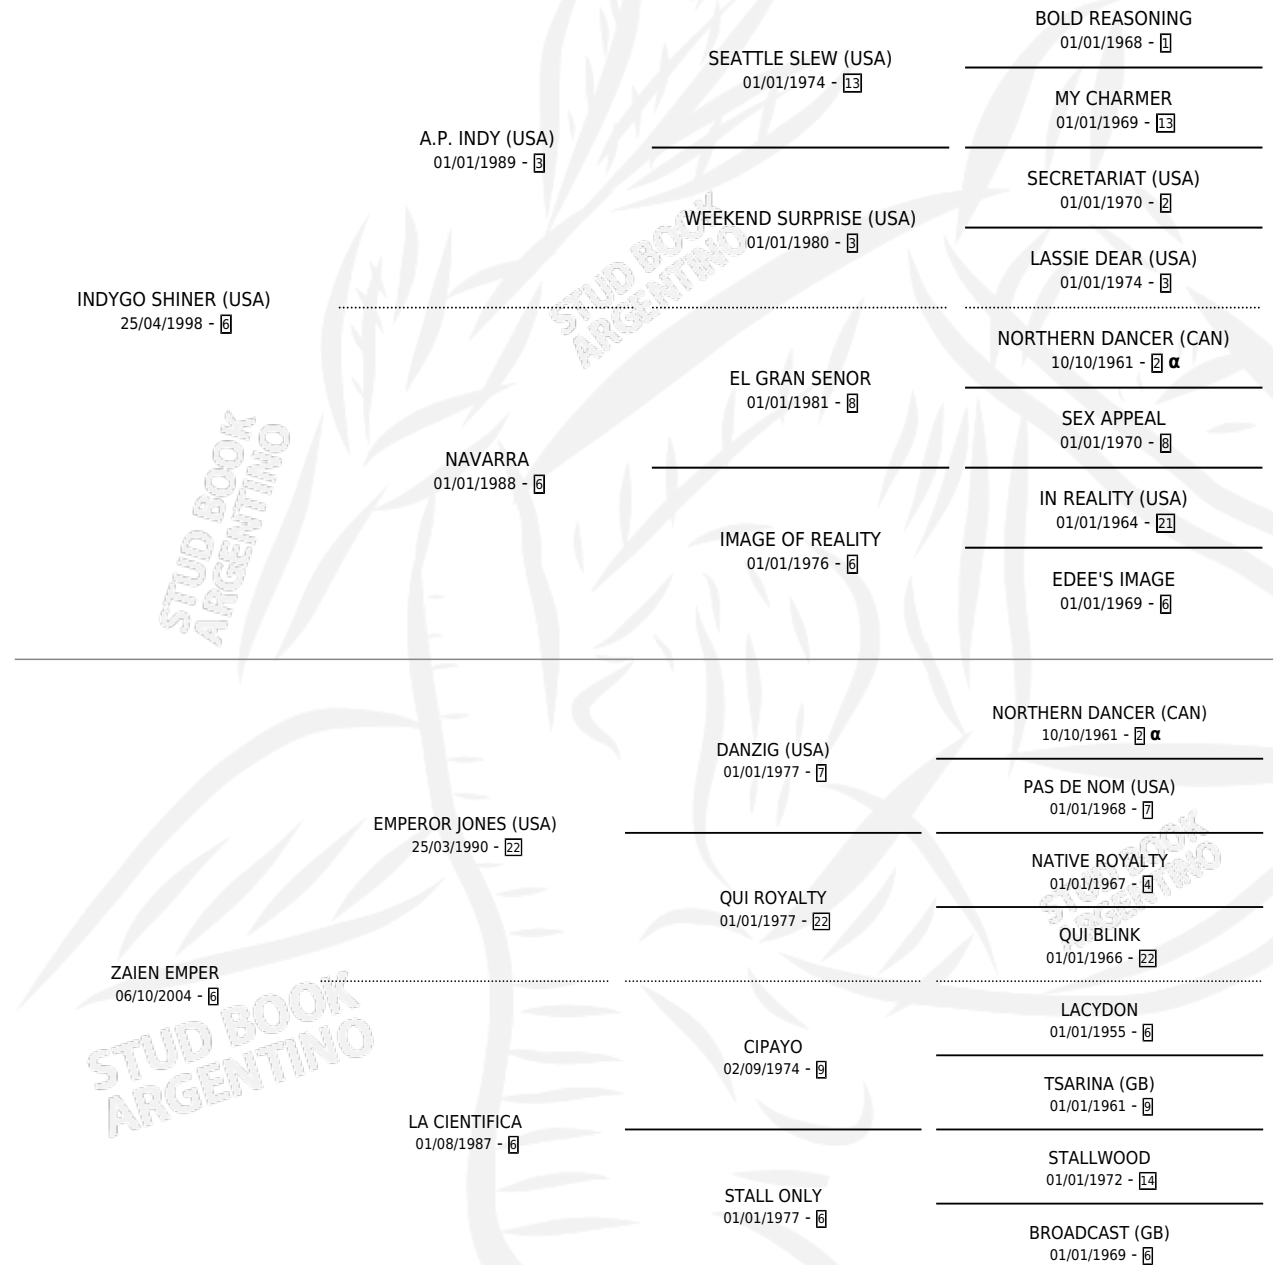 BOLD REASONING
01/01/1968 - 1
SEATTLE SLEW (USA)
01/01/1974 - 13
MY CHARMER
01/01/1969 - 13
A.P. INDY (USA)
01/01/1989 - 3
SECRETARIAT (USA)
01/01/1970 - 2
WEEKEND SURPRISE (USA)
01/01/1980 - 3
LASSIE DEAR (USA)
01/01/1974 - 3
INDYGO SHINER (USA)
25/04/1998 - 6
NORTHERN DANCER (CAN)
10/10/1961 - 2 α
EL GRAN SENOR
01/01/1981 - 8
SEX APPEAL
01/01/1970 - 8
NAVARRA
01/01/1988 - 6
IN REALITY (USA)
01/01/1964 - 21
IMAGE OF REALITY
01/01/1976 - 6
EDEE'S IMAGE
01/01/1969 - 6
NORTHERN DANCER (CAN)
10/10/1961 - 2 α
DANZIG (USA)
01/01/1977 - 7
PAS DE NOM (USA)
01/01/1968 - 7
EMPEROR JONES (USA)
25/03/1990 - 22
NATIVE ROYALTY
01/01/1967 - 4
QUI ROYALTY
01/01/1977 - 22
QUI BLINK
01/01/1966 - 22
ZAIEN EMPER
06/10/2004 - 6
LACYDON
01/01/1955 - 6
CIPAYO
02/09/1974 - 9
TSARINA (GB)
01/01/1961 - 9
LA CIENTIFICA
01/08/1987 - 6
STALLWOOD
01/01/1972 - 14
STALL ONLY
01/01/1977 - 6
BROADCAST (GB)
01/01/1969 - 6
STUD BOOK
ARGENTINO
STUD BOOK
ARGENTINO
STUD BOOK
ARGENTINO
STUD BOOK
ARGENTINO